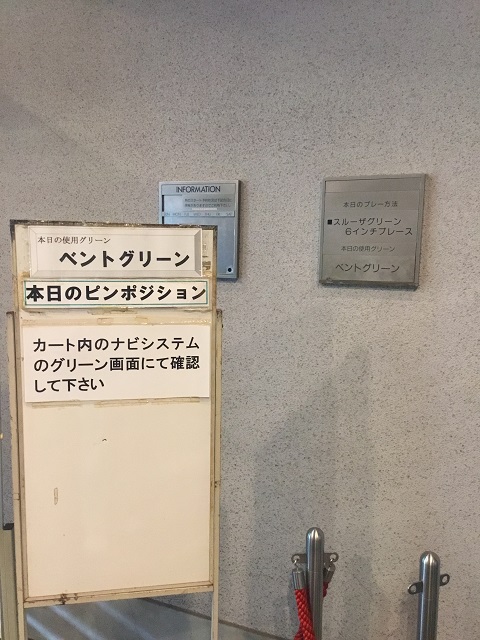 INFORMATION
本日のプレー方法
■スルーザグリーン
6インチプレース
本日の使用グリーン
ベントグリーン
本日の使用グリーン
ベントグリーン
本日のピンポジション
カート内のナビシステム
のグリーン画面にて確認
して下さい